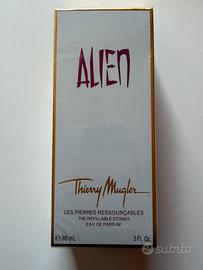 ALIEN
Thierry Mugler
LES PIERRES RESSOURÇABLES
THE REFILLABLE STONES
EAU DE PARFUM
℮ 90 mL 3 Fl. Oz.
subito